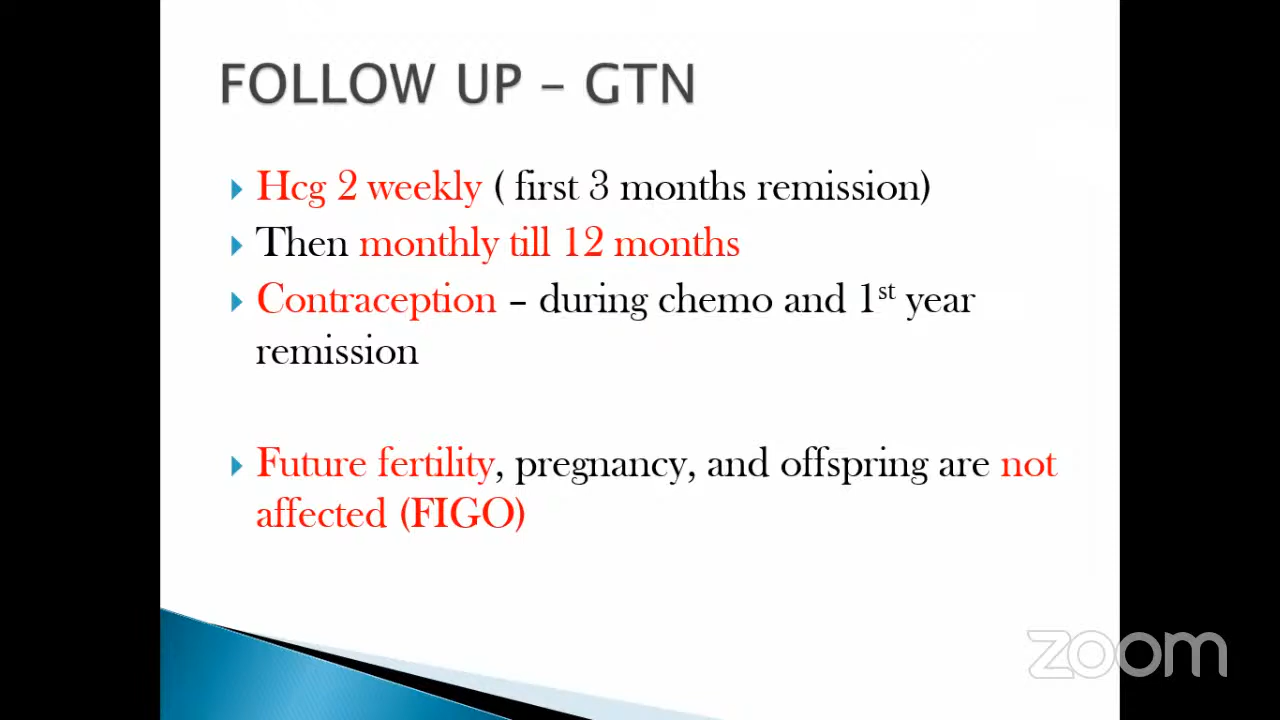 FOLLOW UP – GTN
Hcg 2 weekly ( first 3 months remission)
Then monthly till 12 months
Contraception – during chemo and 1st year
remission
Future fertility, pregnancy, and offspring are not
affected (FIGO)
zoom